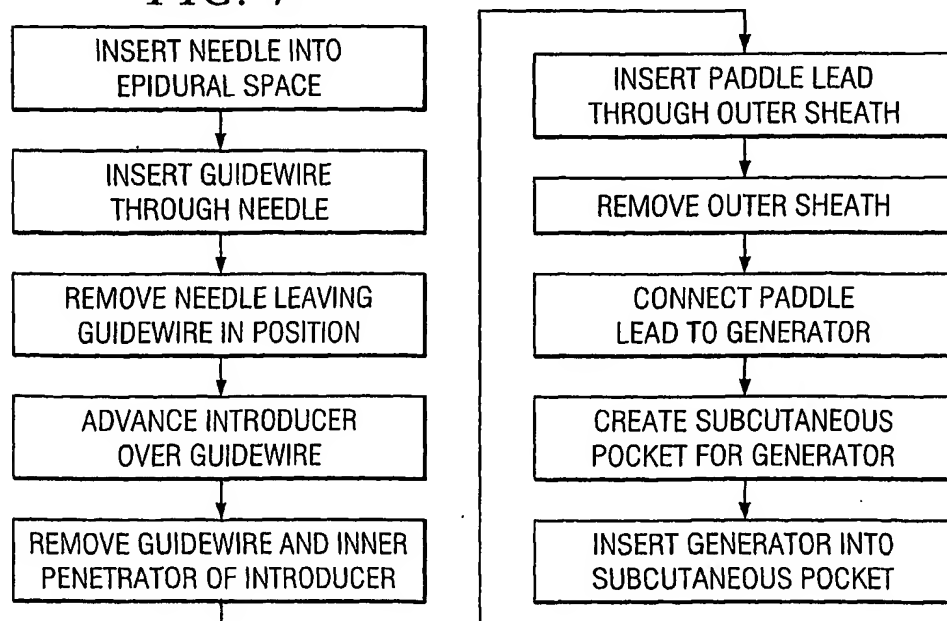 INSERT NEEDLE INTO
EPIDURAL SPACE
INSERT GUIDEWIRE
THROUGH NEEDLE
REMOVE NEEDLE LEAVING
GUIDEWIRE IN POSITION
ADVANCE INTRODUCER
OVER GUIDEWIRE
REMOVE GUIDEWIRE AND INNER
PENETRATOR OF INTRODUCER
INSERT PADDLE LEAD
THROUGH OUTER SHEATH
REMOVE OUTER SHEATH
CONNECT PADDLE
LEAD TO GENERATOR
CREATE SUBCUTANEOUS
POCKET FOR GENERATOR
INSERT GENERATOR INTO
SUBCUTANEOUS POCKET